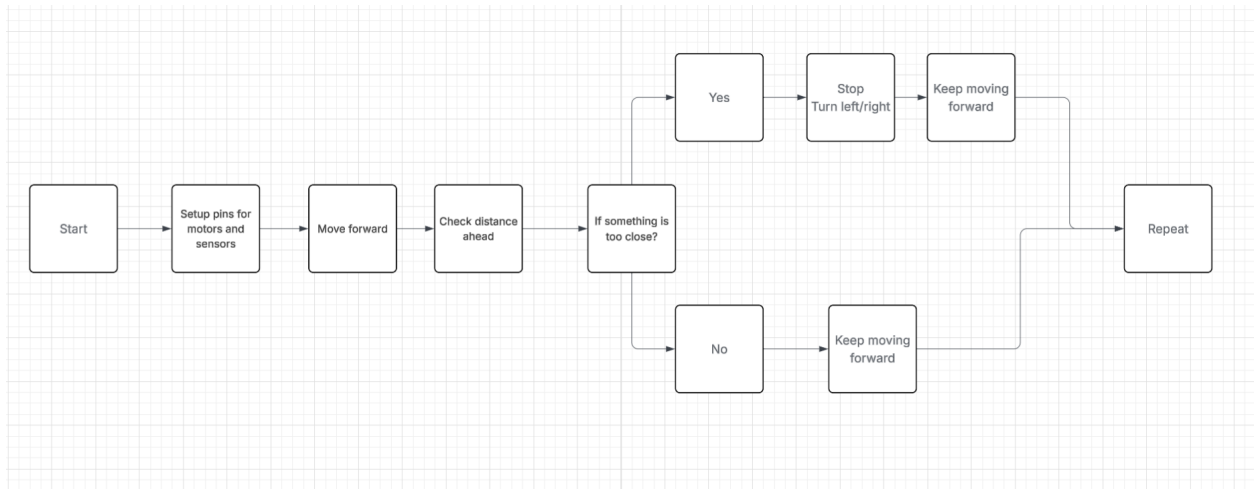 Start
Setup pins for
motors and
sensors
Move forward
Check distance
ahead
If something is
too close?
Yes
Stop
Turn left/right
Keep moving
forward
No
Keep moving
forward
Repeat